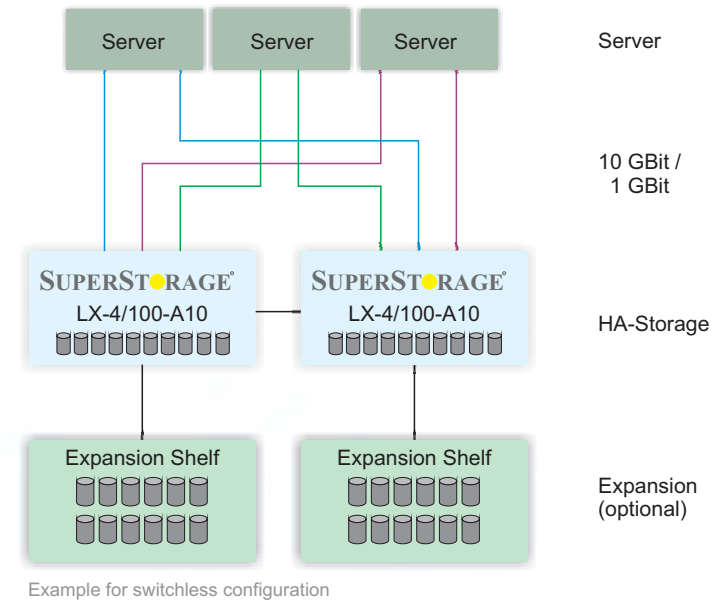 Server Server Server Server
10 GBit /
1 GBit
SUPERSTORAGE° SUPERSTORAGE°
LX-4/100-A10 LX-4/100-A10
HA-Storage
Expansion Shelf Expansion Shelf
Expansion
(optional)
Example for switchless configuration